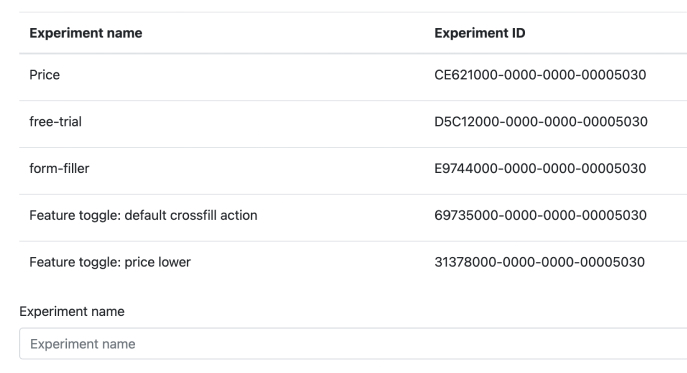 Experiment name Experiment ID
Price CE621000-0000-0000-00005030
free-trial D5C12000-0000-0000-00005030
form-filler E9744000-0000-0000-00005030
Feature toggle: default crossfill action 69735000-0000-0000-00005030
Feature toggle: price lower 31378000-0000-0000-00005030
Experiment name
Experiment name